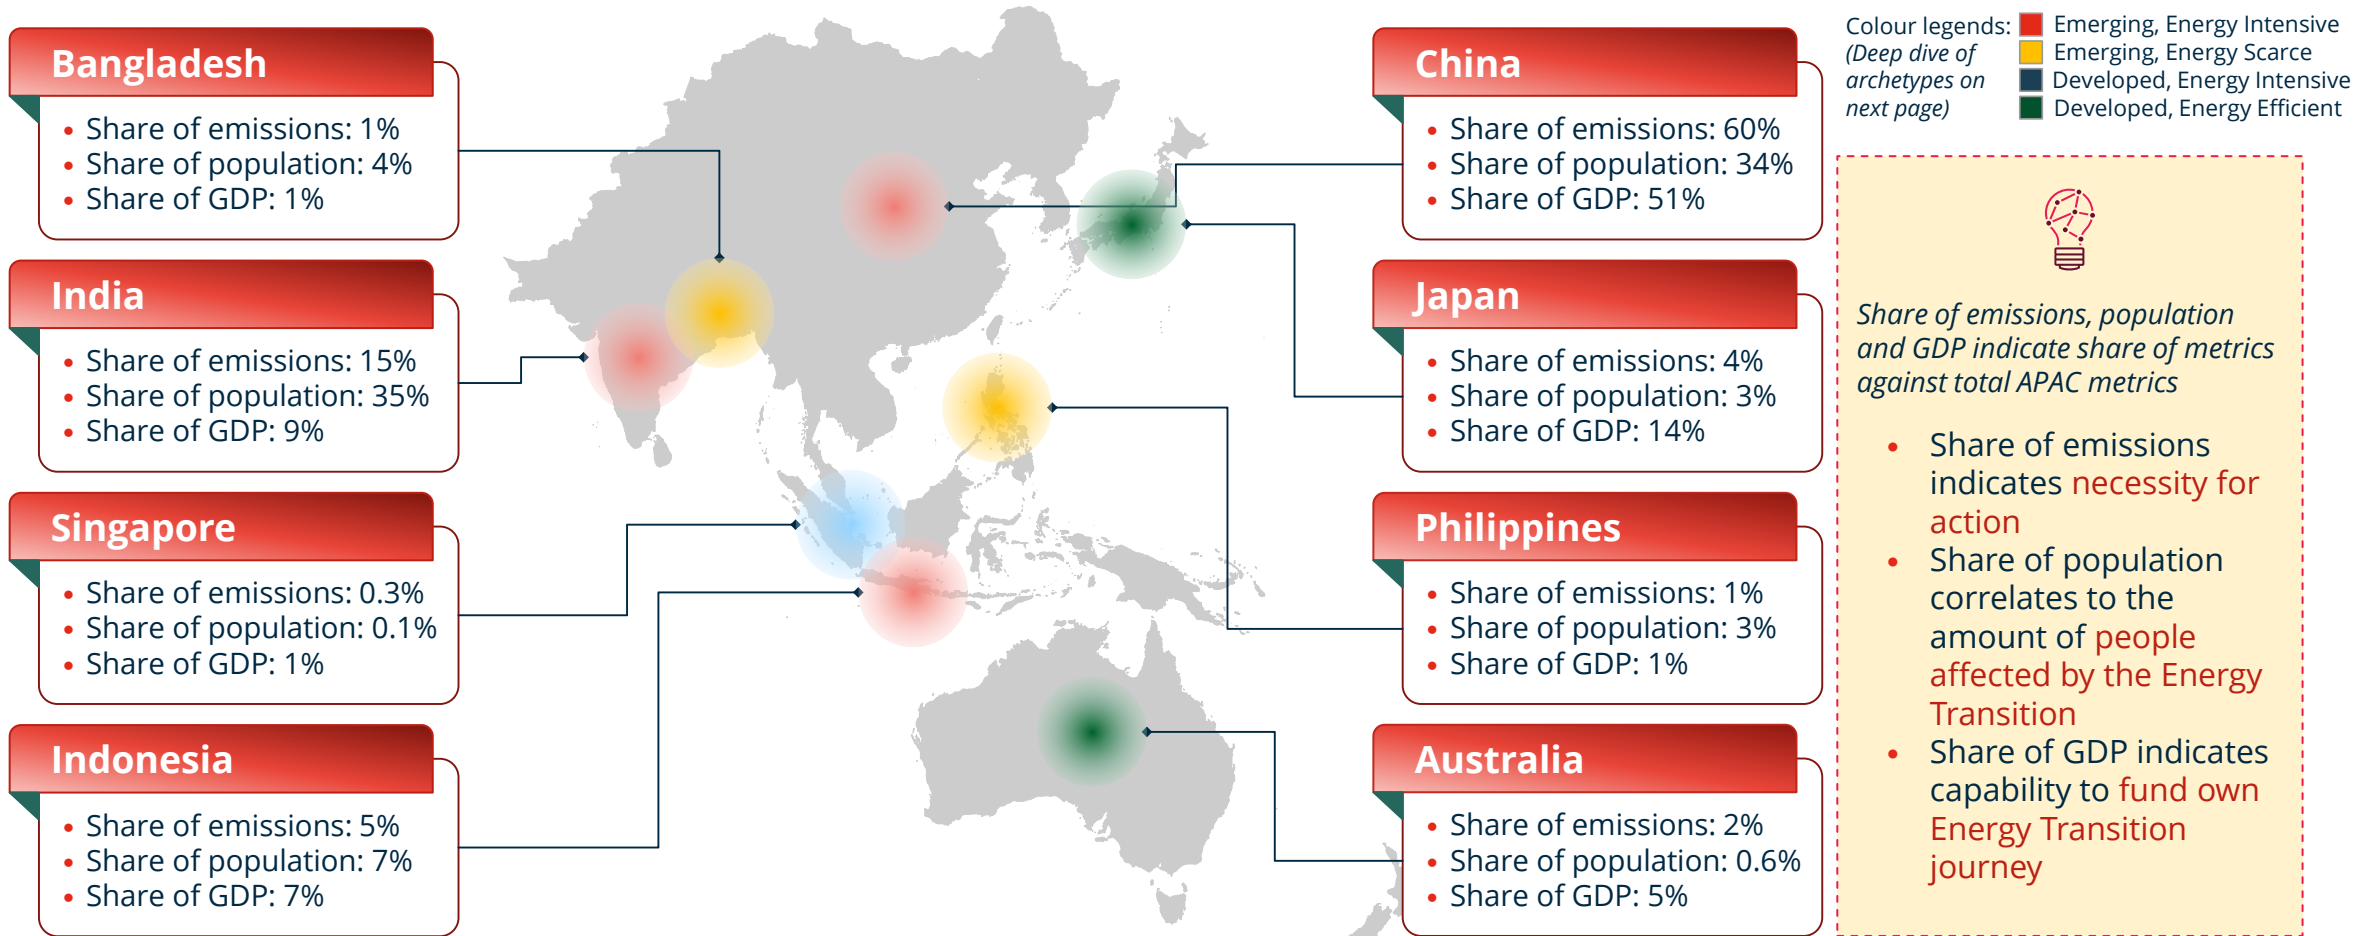 Bangladesh
• Share of emissions: 1%
• Share of population: 4%
• Share of GDP: 1%
India
• Share of emissions: 15%
• Share of population: 35%
• Share of GDP: 9%
Singapore
• Share of emissions: 0.3%
• Share of population: 0.1%
• Share of GDP: 1%
Indonesia
• Share of emissions: 5%
• Share of population: 7%
• Share of GDP: 7%
China
• Share of emissions: 60%
• Share of population: 34%
• Share of GDP: 51%
Japan
• Share of emissions: 4%
• Share of population: 3%
• Share of GDP: 14%
Philippines
• Share of emissions: 1%
• Share of population: 3%
• Share of GDP: 1%
Australia
• Share of emissions: 2%
• Share of population: 0.6%
• Share of GDP: 5%
Colour legends:
(Deep dive of
archetypes on
next page)
Emerging, Energy Intensive
Emerging, Energy Scarce
Developed, Energy Intensive
Developed, Energy Efficient
Share of emissions, population
and GDP indicate share of metrics
against total APAC metrics
• Share of emissions
indicates necessity for
action
• Share of population
correlates to the
amount of people
affected by the Energy
Transition
• Share of GDP indicates
capability to fund own
Energy Transition
journey